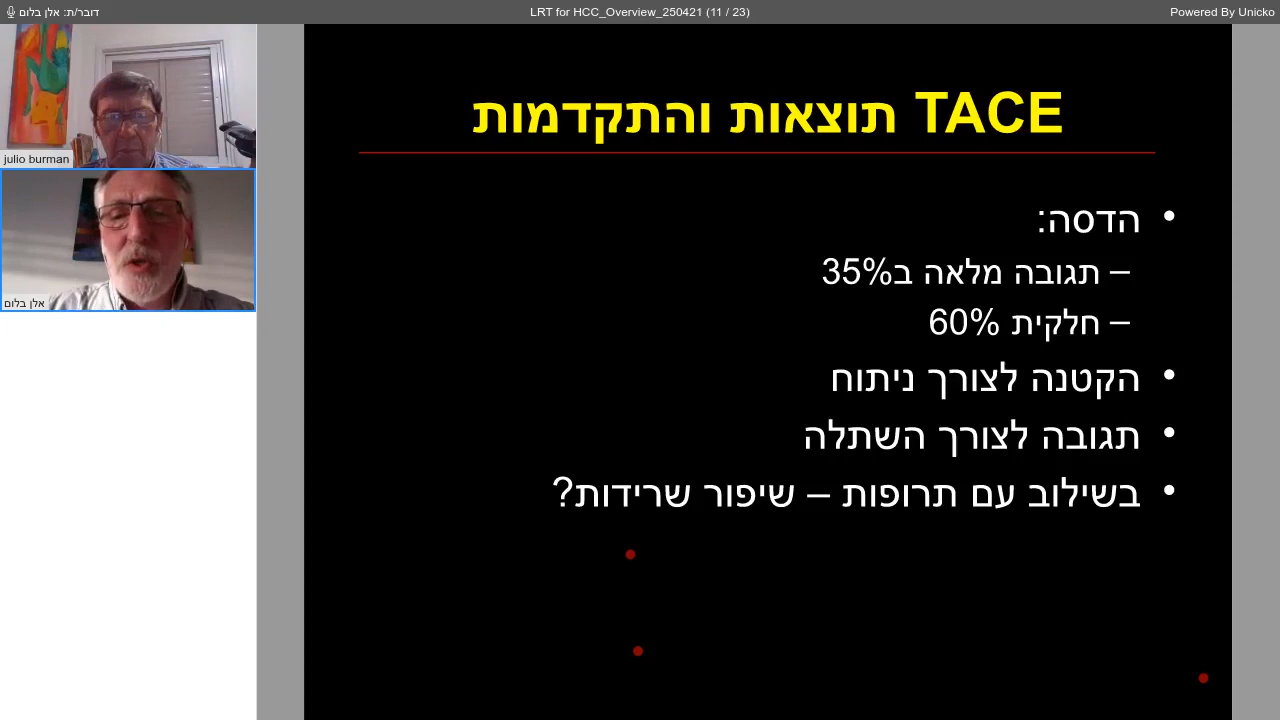 דובר/ת: אלן בלום
LRT for HCC_Overview_250421 (11 / 23)
Powered By Unicko
julio burman
אלן בלום
TACE תוצאות והתקדמות
• הדסה:
– תגובה מלאה ב35%
– חלקית 60%
• הקטנה לצורך ניתוח
• תגובה לצורך השתלה
• בשילוב עם תרופות – שיפור שרידות?